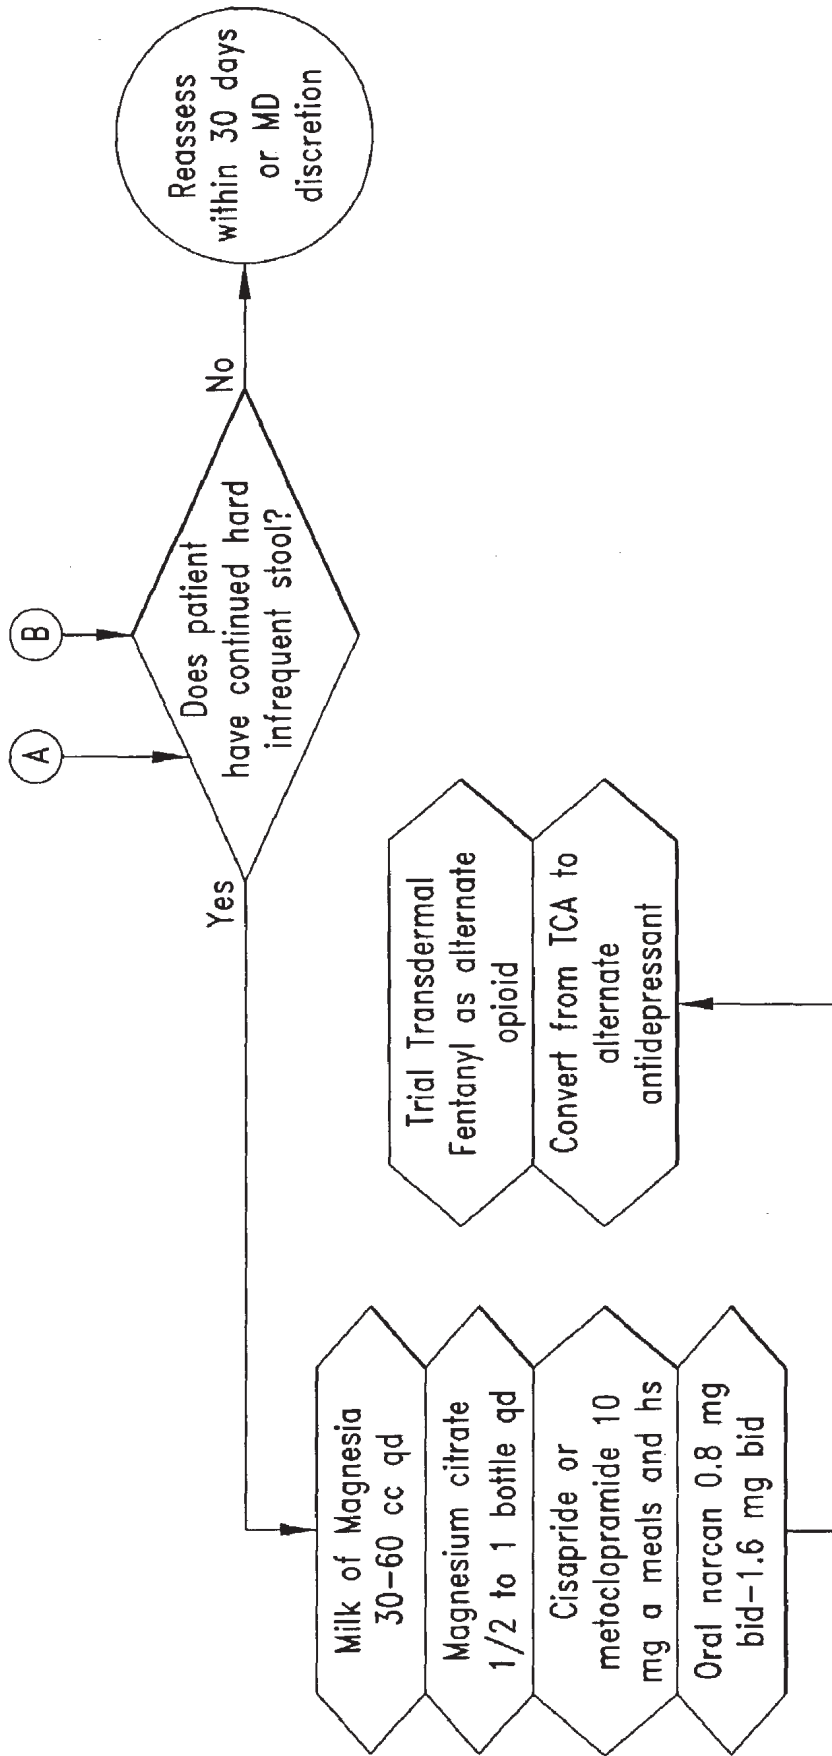 A
B
Does patient
have continued hard
infrequent stool?
Yes
No
Reassess
within 30 days
or MD
discretion
Milk of Magnesia
30-60 cc qd
Magnesium citrate
1/2 to 1 bottle qd
Cisapride or
metoclopramide 10
mg a meals and hs
Oral narcan 0.8 mg
bid-1.6 mg bid
Trial Transdermal
Fentanyl as alternate
opioid
Convert from TCA to
alternate
antidepressant